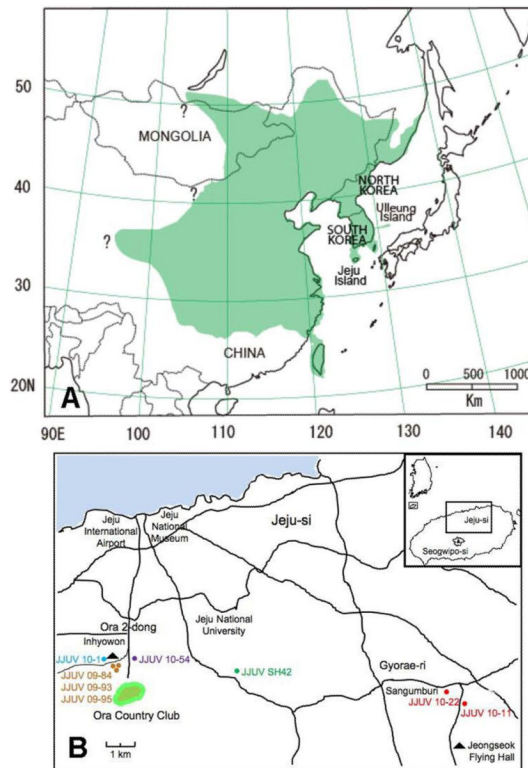 50
?
MONGOLIA
NORTH
KOREA
40
?
Ulleung
Island
SOUTH
KOREA
?
Jeju
Island
30
CHINA
20N
0 500 1000
Km
A
90E 100 110 120 130 140
B
Jeju
International
Airport
Jeju
National
Museum
Jeju-si
Jeju-si
Seogwipo-si
Ora 2-dong
Inhyowon
Jeju National
University
JJUV 10-1
JJUV 10-54
JJUV SH42
JJUV 09-84
JJUV 09-93
JJUV 09-95
Ora Country Club
Gyorae-ri
Sangumburi
JJUV 10-22
JJUV 10-11
Jeongseok
Flying Hall
1 km